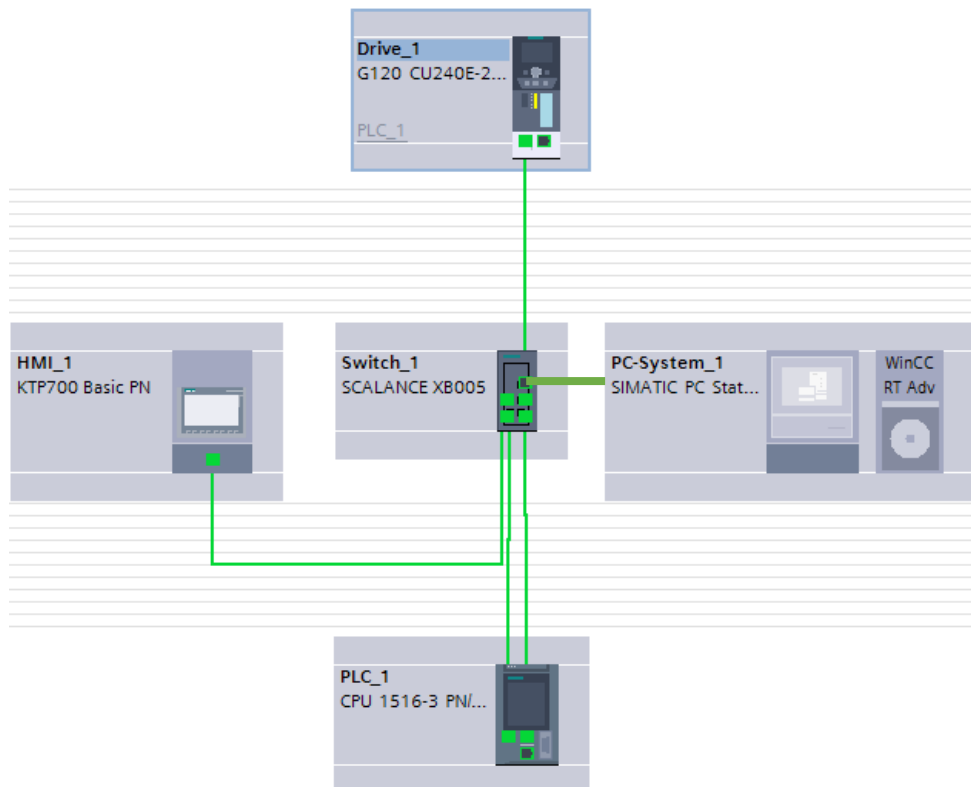 Drive_1
G120 CU240E-2...
PLC_1
HMI_1
KTP700 Basic PN
Switch_1
SCALANCE XB005
PC-System_1
SIMATIC PC Stat...
WinCC
RT Adv
PLC_1
CPU 1516-3 PN/...